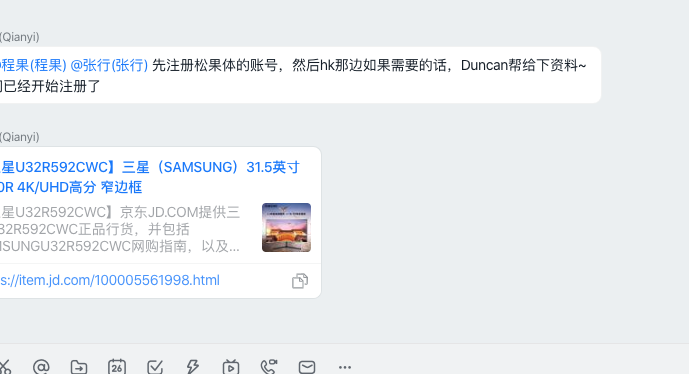 (Qianyi)
程果(程果) @张行(张行) 先注册松果体的账号，然后hk那边如果需要的话，Duncan帮给下资料~
已经开始注册了
(Qianyi)
星U32R592CWC】三星（SAMSUNG）31.5英寸
0R 4K/UHD高分 窄边框
星U32R592CWC】京东JD.COM提供三
32R592CWC正品行货，并包括
MSUNGU32R592CWC网购指南，以及...
s://item.jd.com/100005561998.html
26